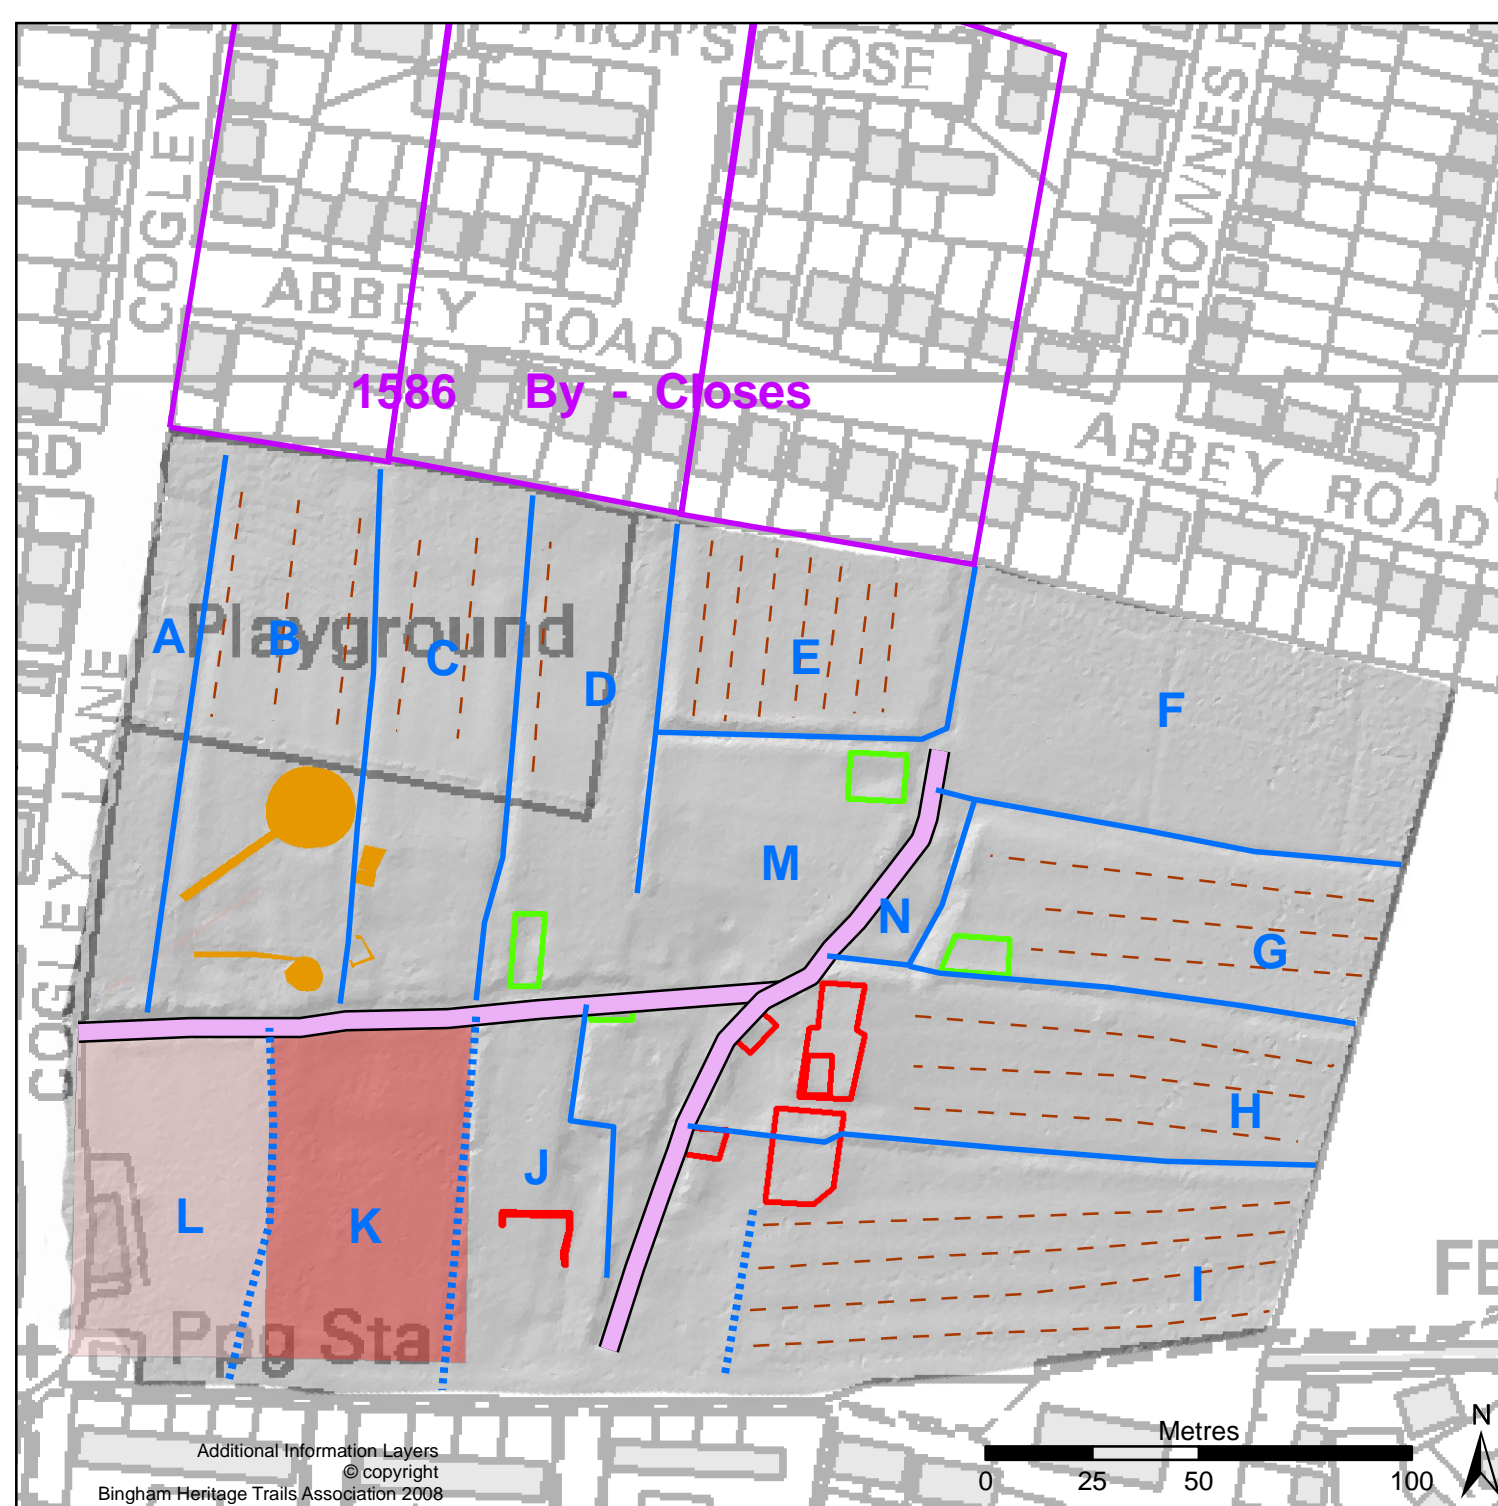 PRIOR'S CLOSE
COGLEY
BROWNES
ABBEY ROAD
1586 By - Closes
ABBEY ROAD
RD
A
Playground
B
C
E
D
F
LANE
M
N
G
COGLEY
H
J
L
K
FE
I
Ppg Sta
Metres
N
0 25 50 100
Additional Information Layers
© copyright
Bingham Heritage Trails Association 2008